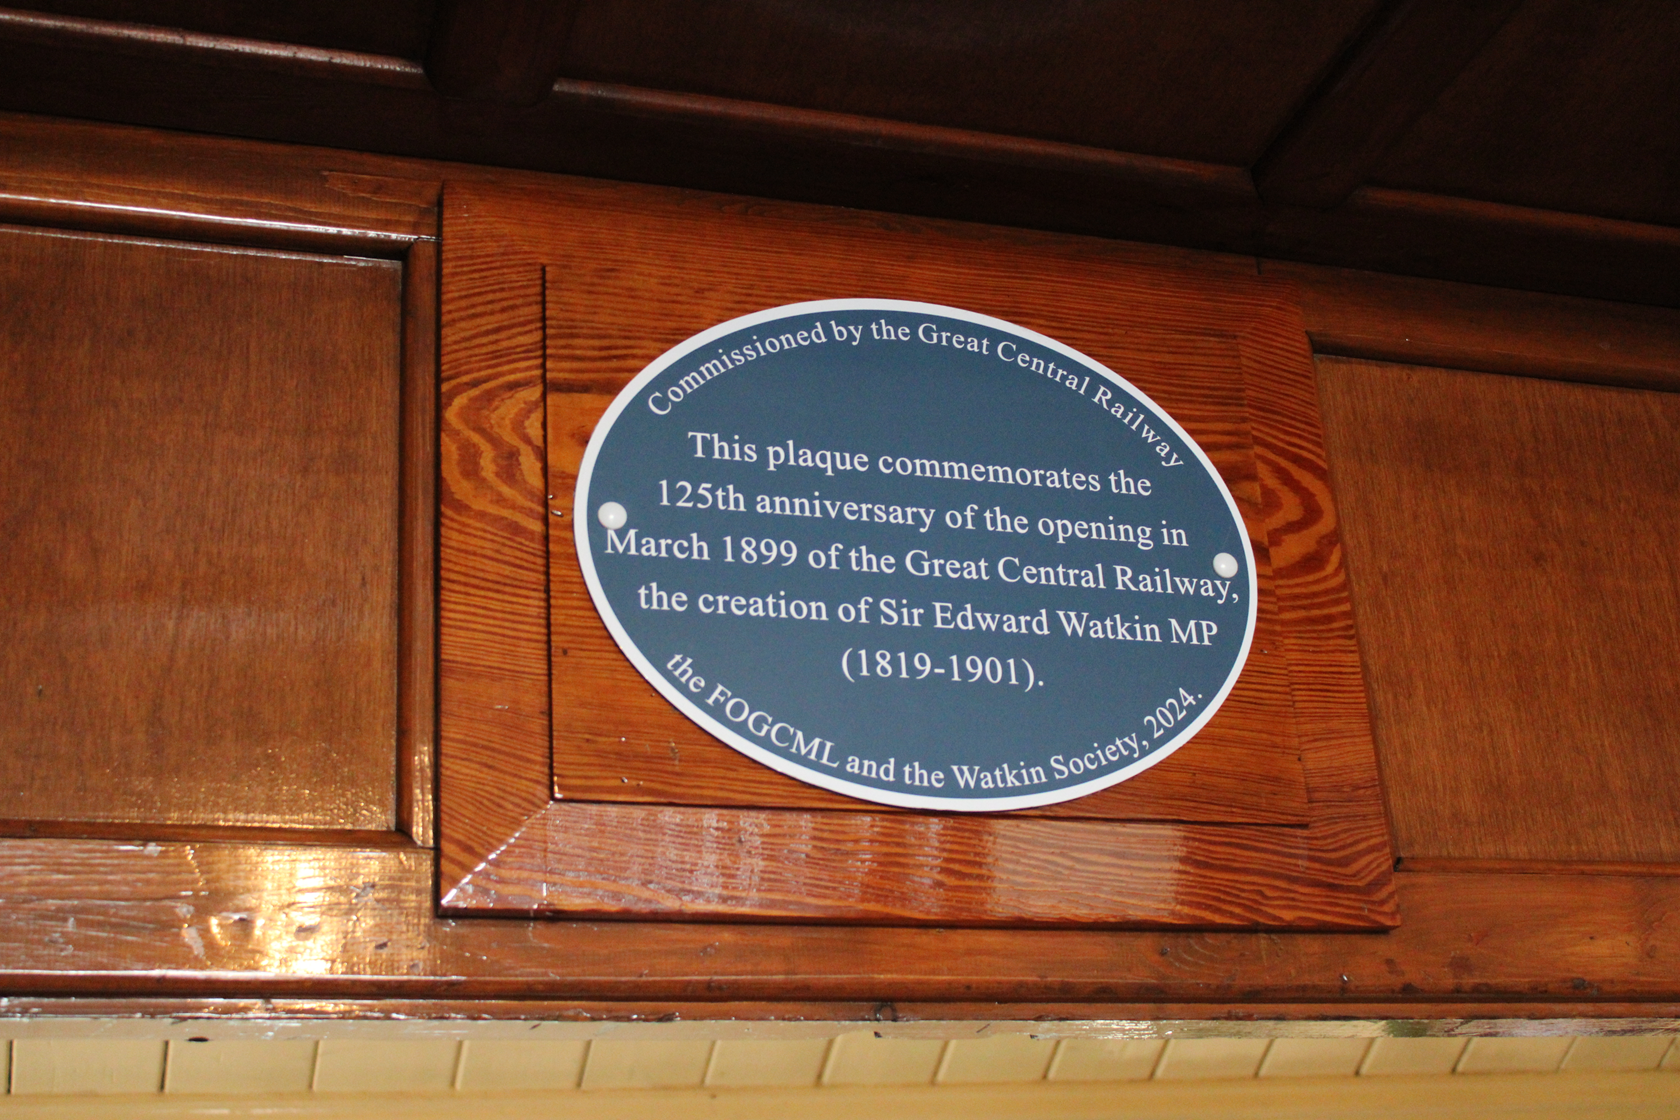 Commissioned by the Great Central Railway
This plaque commemorates the
125th anniversary of the opening in
March 1899 of the Great Central Railway,
the creation of Sir Edward Watkin MP
(1819-1901).
the FOGCML and the Watkin Society, 2024.